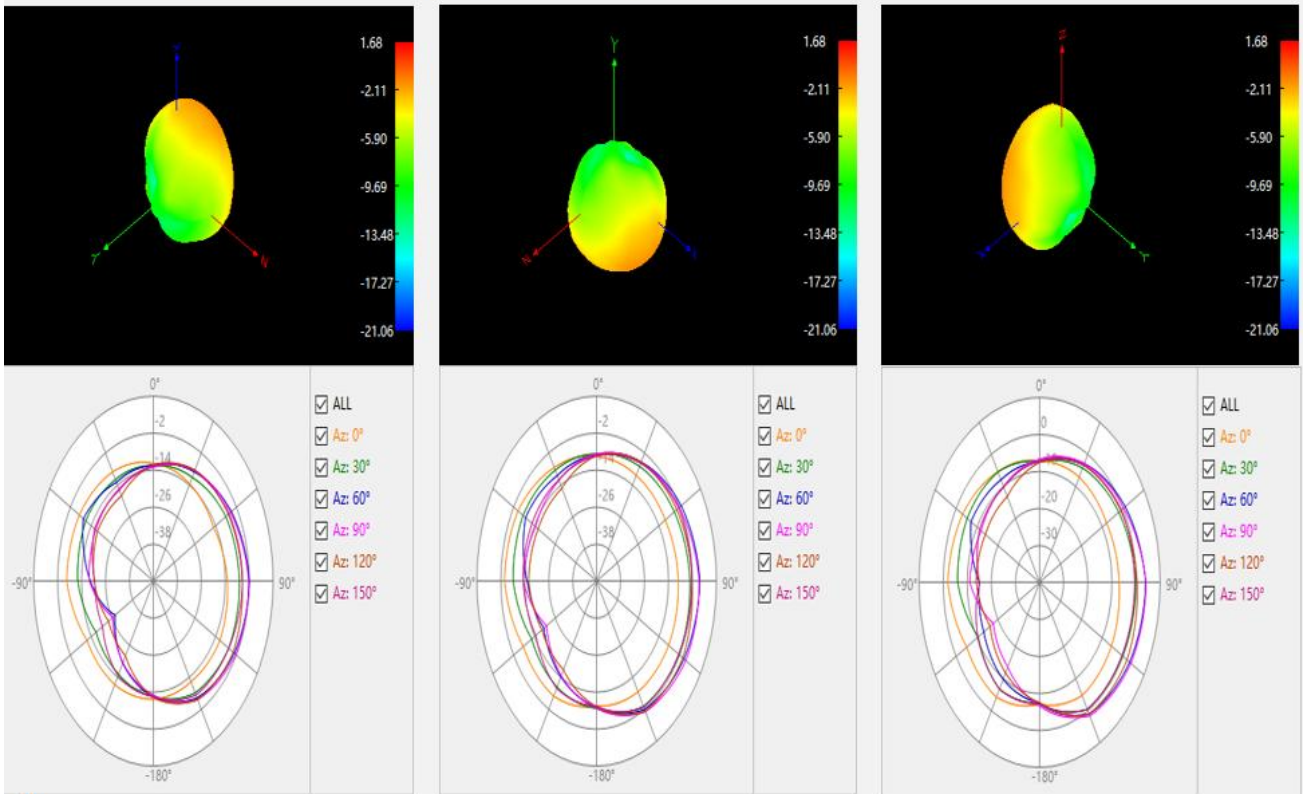 1.68
-2.11
-5.90
-9.69
-13.48
-17.27
-21.06
Y
1.68
-2.11
-5.90
-9.69
-13.48
-17.27
-21.06
Y
1.68
-2.11
-5.90
-9.69
-13.48
-17.27
-21.06
Y
0°
-2
-14
-26
-38
-90°
90°
-180°
ALL
Az: 0°
Az: 30°
Az: 60°
Az: 90°
Az: 120°
Az: 150°
0°
-2
-14
-26
-38
-90°
90°
-180°
ALL
Az: 0°
Az: 30°
Az: 60°
Az: 90°
Az: 120°
Az: 150°
0°
0
-20
-30
-90°
90°
-180°
ALL
Az: 0°
Az: 30°
Az: 60°
Az: 90°
Az: 120°
Az: 150°